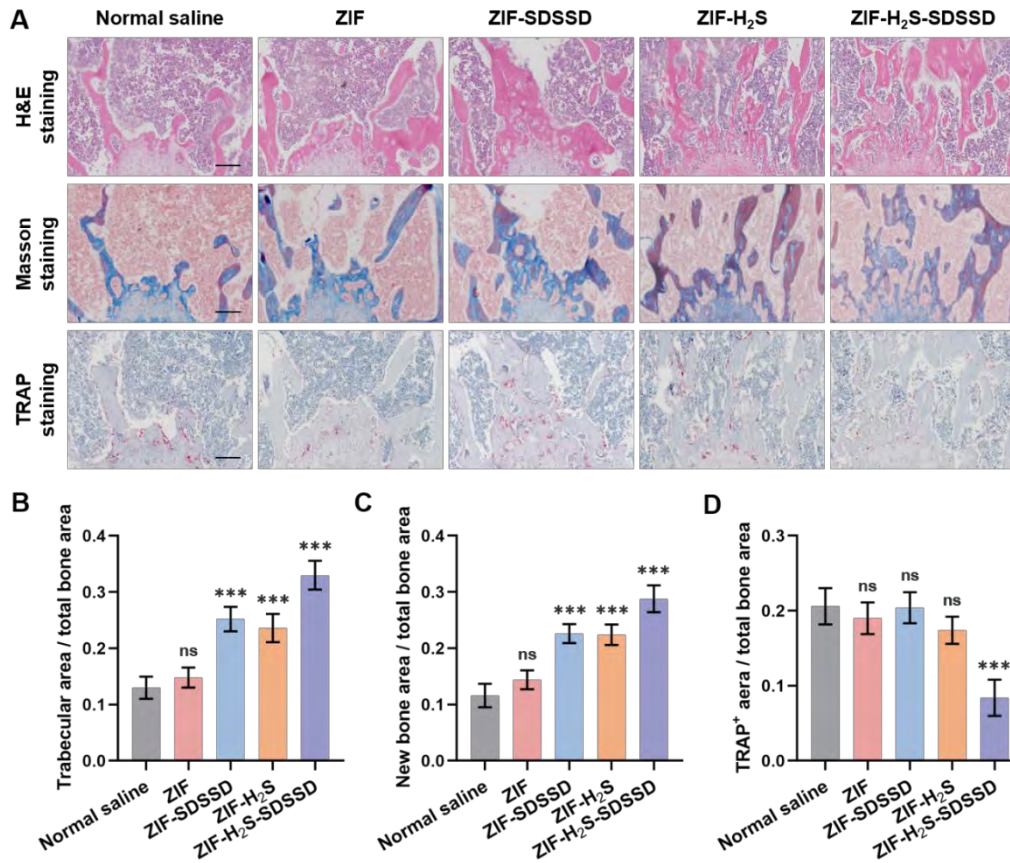 A
Normal saline
ZIF
ZIF-SDSSD
ZIF-H₂S
ZIF-H₂S-SDSSD
H&E
staining
Masson
staining
TRAP
staining
B
Trabecular area / total bone area
0.4
0.3
0.2
0.1
0.0
ns
***
***
***
Normal saline
ZIF
ZIF-SDSSD
ZIF-H₂S
ZIF-H₂S-SDSSD
C
New bone area / total bone area
0.4
0.3
0.2
0.1
0.0
ns
***
***
***
Normal saline
ZIF
ZIF-SDSSD
ZIF-H₂S
ZIF-H₂S-SDSSD
D
TRAP⁺ aera / total bone area
0.3
0.2
0.1
0.0
ns
ns
ns
***
Normal saline
ZIF
ZIF-SDSSD
ZIF-H₂S
ZIF-H₂S-SDSSD